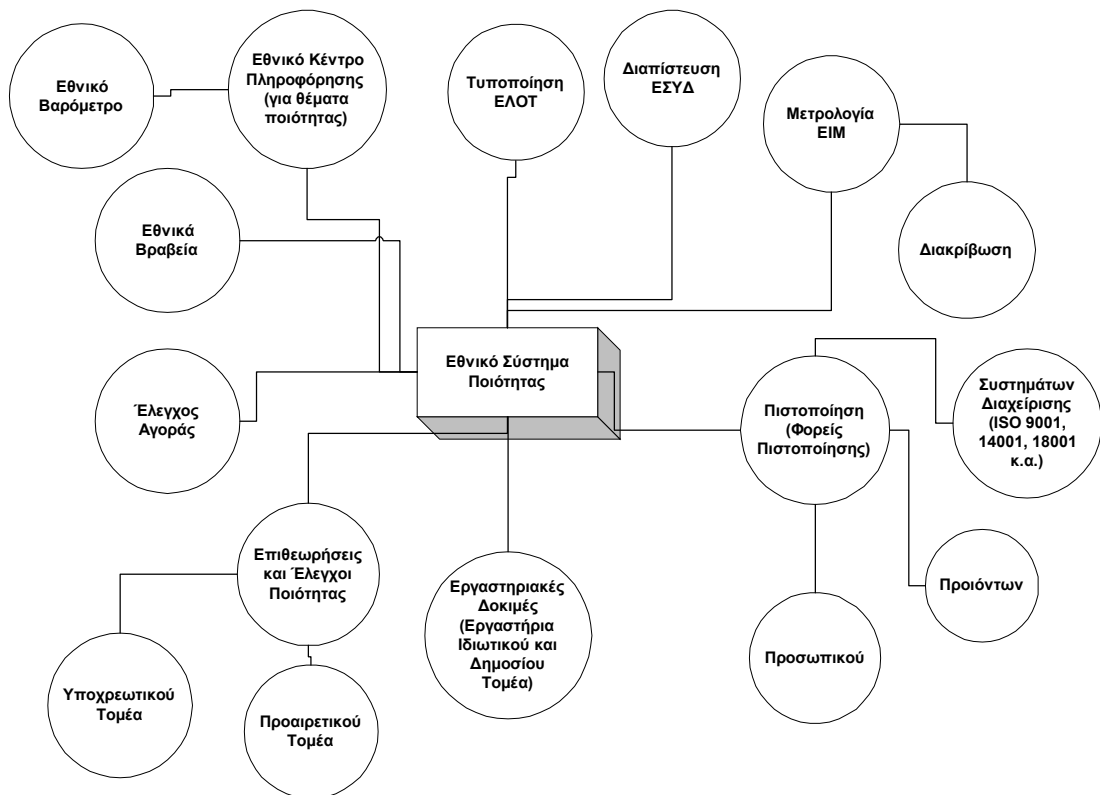 Εθνικό
Βαρόμετρο
Εθνικό Κέντρο
Πληροφόρησης
(για θέματα
ποιότητας)
Τυποποίηση
ΕΛΟΤ
Διαπίστευση
ΕΣΥΔ
Μετρολογία
ΕΙΜ
Διακρίβωση
Εθνικά
Βραβεία
Έλεγχος
Αγοράς
Εθνικό Σύστημα
Ποιότητας
Πιστοποίηση
(Φορείς
Πιστοποίησης)
Συστημάτων
Διαχείρισης
(ISO 9001,
14001, 18001
κ.α.)
Επιθεωρήσεις
και Έλεγχοι
Ποιότητας
Εργαστηριακές
Δοκιμές
(Εργαστήρια
Ιδιωτικού και
Δημοσίου
Τομέα)
Προιόντων
Προσωπικού
Υποχρεωτικού
Τομέα
Προαιρετικού
Τομέα